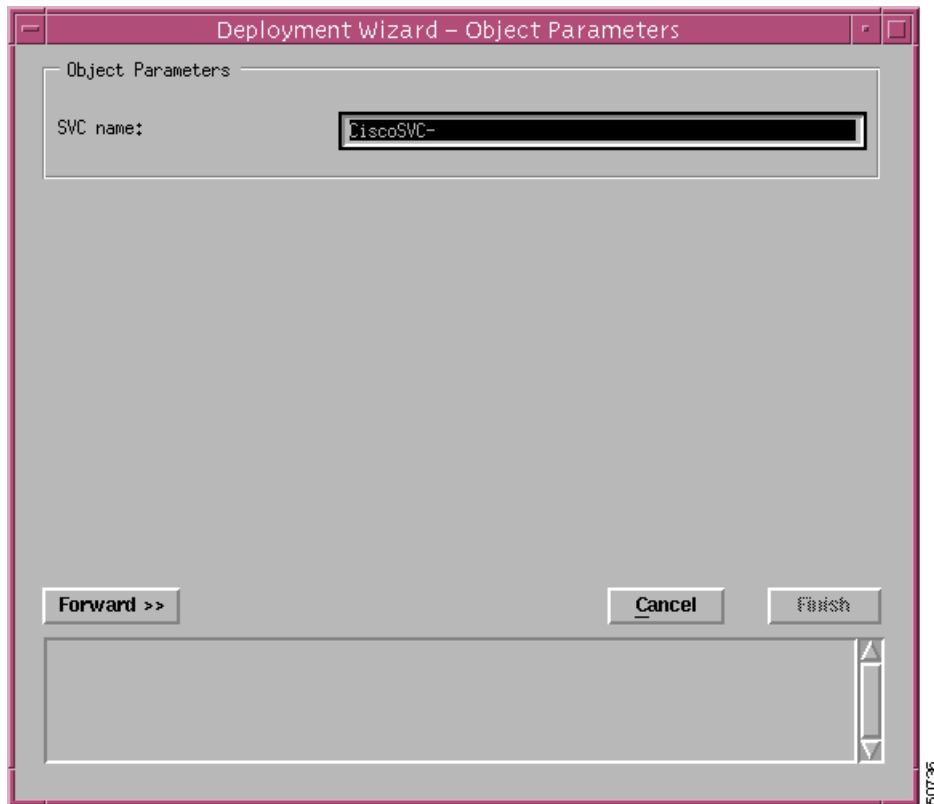 Deployment Wizard – Object Parameters
Object Parameters
SVC name:
CiscoSVC-
Forward >>
Cancel
Finish
50736